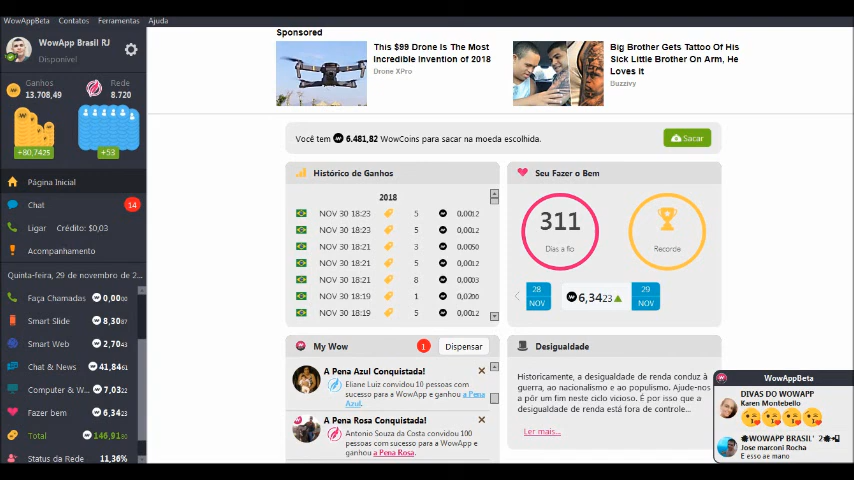 WowAppBeta Contatos Ferramentas Ajuda
WowApp Brasil RJ
Disponível
Ganhos
13.708,49
Rede
8.720
+80,7425
+53
Página Inicial
Chat 14
Ligar Crédito: $0,03
Acompanhamento
Quinta-feira, 29 de novembro de 2...
Faça Chamadas 0,0000
Smart Slide 8,3087
Smart Web 2,7043
Chat & News 41,8461
Computer & W... 7,0322
Fazer bem 6,3423
Total
Status da Rede 11,36%
Sponsored
This $99 Drone Is The Most
Incredible Invention of 2018
Drone XPro
Big Brother Gets Tattoo Of His
Sick Little Brother On Arm, He
Loves It
Buzzivy
Você tem 6.481,82 WowCoins para sacar na moeda escolhida.
Sacar
Histórico de Ganhos
2018
NOV 30 18:23 5 0,0012
NOV 30 18:23 5 0,0012
NOV 30 18:21 3 0,0050
NOV 30 18:21 5 0,0012
NOV 30 18:21 8 0,0003
NOV 30 18:19 1 0,0200
NOV 30 18:19 5 0,0012
Seu Fazer o Bem
311
Dias a fio
Recorde
28
NOV
6,3423
29
NOV
My Wow 1 Dispensar
A Pena Azul Conquistada!
Eliane Luiz convidou 10 pessoas com
sucesso para a WowApp e ganhou a Pena
Azul.
A Pena Rosa Conquistada!
Antonio Souza da Costa convidou 100
pessoas com sucesso para a WowApp e
ganhou a Pena Rosa.
Desigualdade
Historicamente, a desigualdade de renda conduz à
guerra, ao nacionalismo e ao populismo. Ajude-nos
a pôr um fim neste ciclo vicioso. É por isso que a
desigualdade de renda está fora de controle...
Ler mais...
WowAppBeta
DIVAS DO WOWAPP
Karen Montebello
WOWAPP BRASIL' 2
Jose marconi Rocha
E esso ae mano